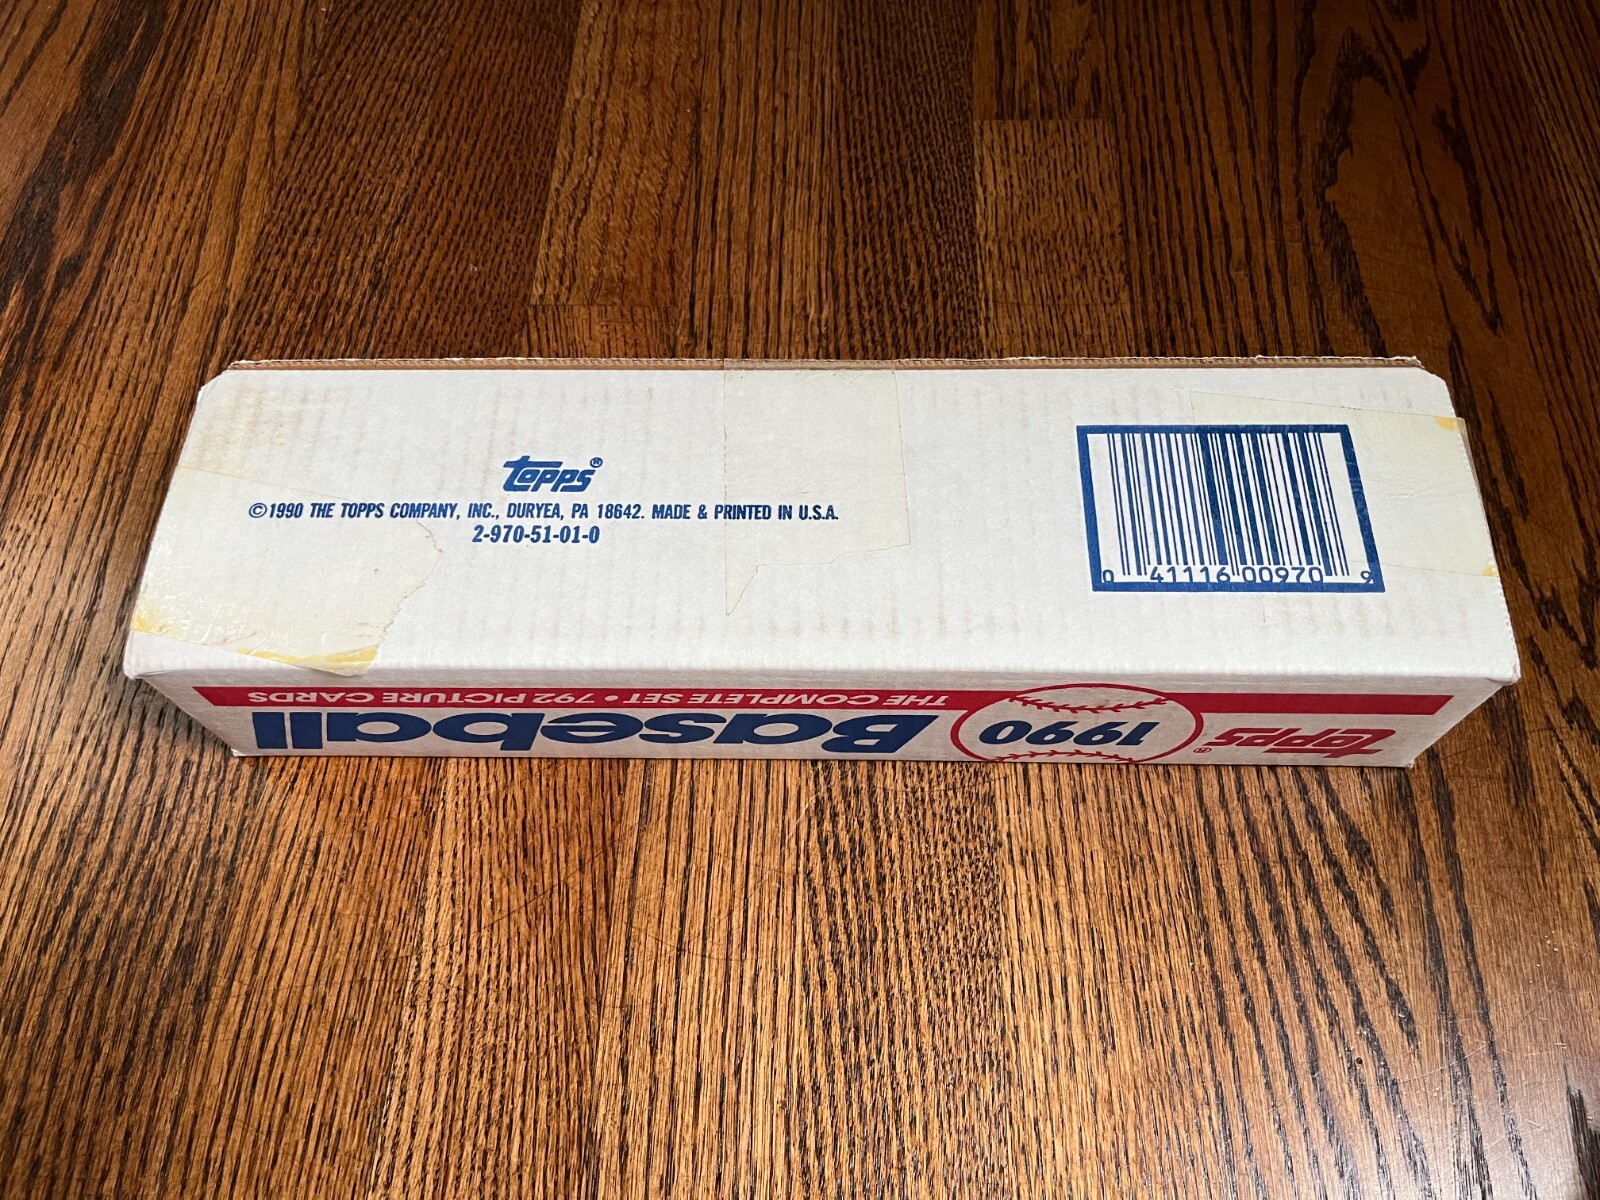 topps®
©1990 THE TOPPS COMPANY, INC., DURYEA, PA 18642. MADE & PRINTED IN U.S.A.
2-970-51-01-0
0 41116 00970 9
Topps® 1990 Baseball
THE COMPLETE SET • 792 PICTURE CARDS